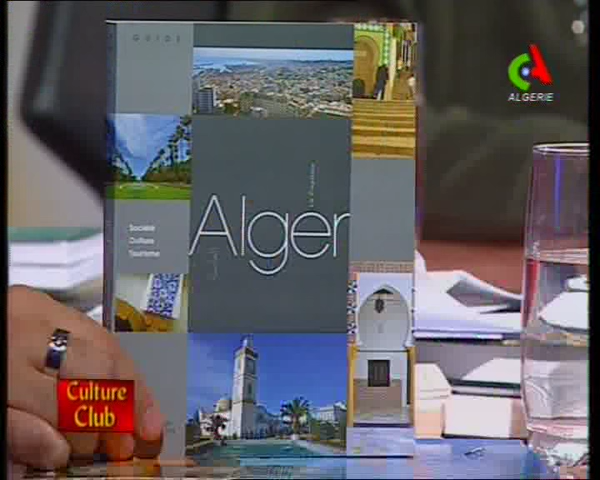 GUIDE
ALGERIE
Alger
Société
Culture
Tourisme
Culture
Club